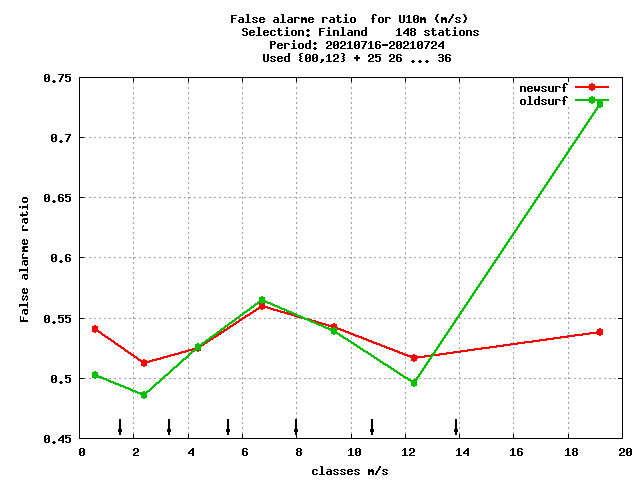 False alarme ratio  for U10m (m/s)
Selection: Finland    148 stations
Period: 20210716-20210724
Used {00,12} + 25 26 ... 36
newsurf
oldsurf
0.75
0.7
0.65
0.6
0.55
0.5
0.45
False alarme ratio
0 2 4 6 8 10 12 14 16 18 20
classes m/s